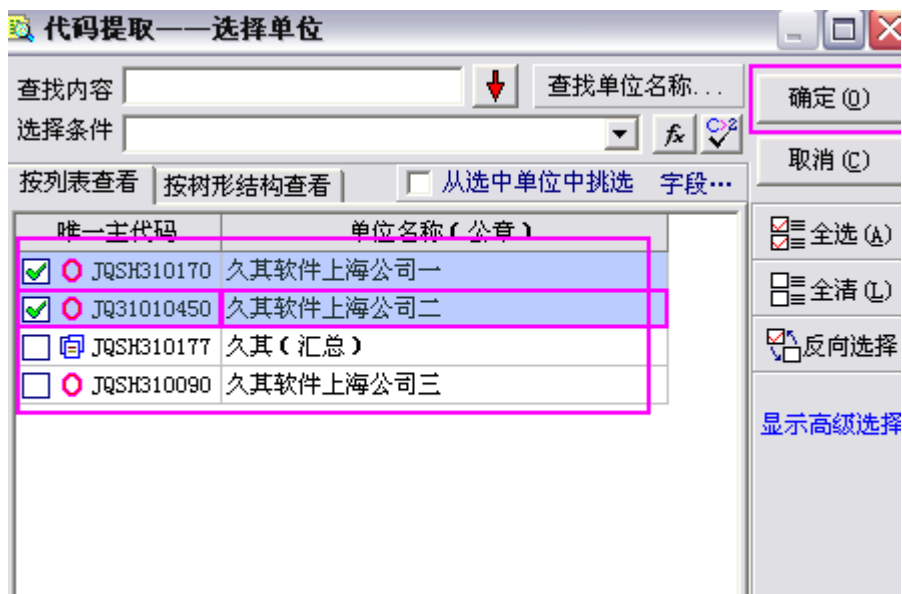 代码提取——选择单位
查找内容 查找单位名称...
选择条件
按列表查看 按树形结构查看 从选中单位中挑选 字段…
唯一主代码 单位名称（公章）
JQSH310170 久其软件上海公司一
JQ31010450 久其软件上海公司二
JQSH310177 久其（汇总）
JQSH310090 久其软件上海公司三
确定(O)
取消(C)
全选(A)
全清(L)
反向选择
显示高级选择